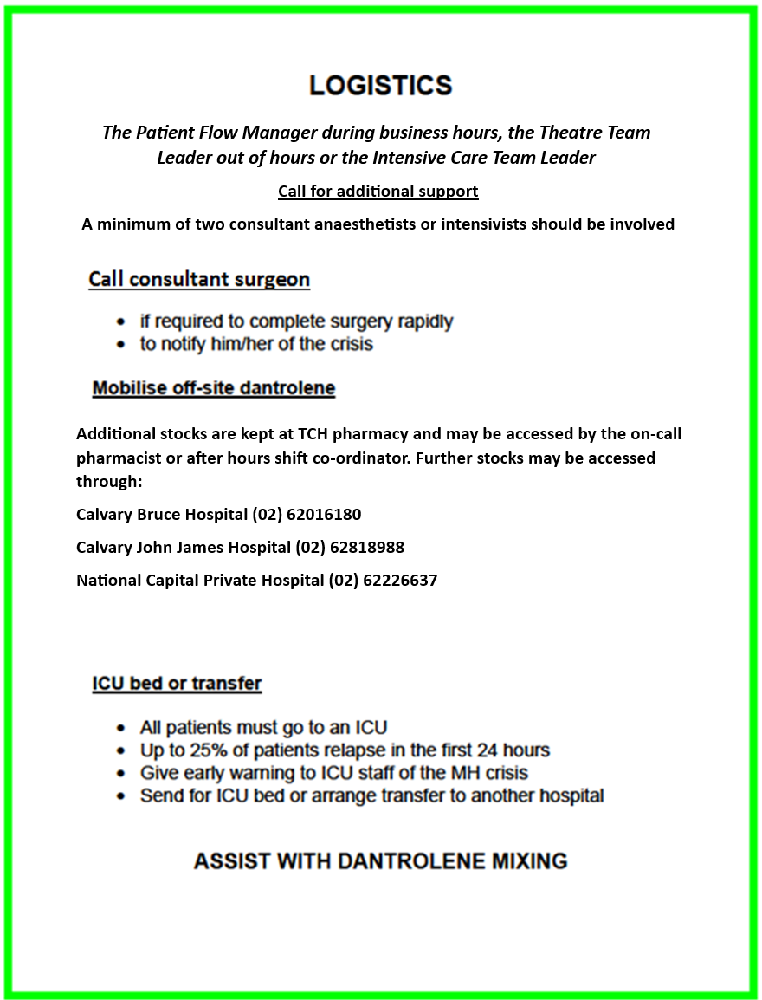 LOGISTICS
The Patient Flow Manager during business hours, the Theatre Team
Leader out of hours or the Intensive Care Team Leader
Call for additional support
A minimum of two consultant anaesthetists or intensivists should be involved
Call consultant surgeon
• if required to complete surgery rapidly
• to notify him/her of the crisis
Mobilise off-site dantrolene
Additional stocks are kept at TCH pharmacy and may be accessed by the on-call
pharmacist or after hours shift co-ordinator. Further stocks may be accessed
through:
Calvary Bruce Hospital (02) 62016180
Calvary John James Hospital (02) 62818988
National Capital Private Hospital (02) 62226637
ICU bed or transfer
• All patients must go to an ICU
• Up to 25% of patients relapse in the first 24 hours
• Give early warning to ICU staff of the MH crisis
• Send for ICU bed or arrange transfer to another hospital
ASSIST WITH DANTROLENE MIXING